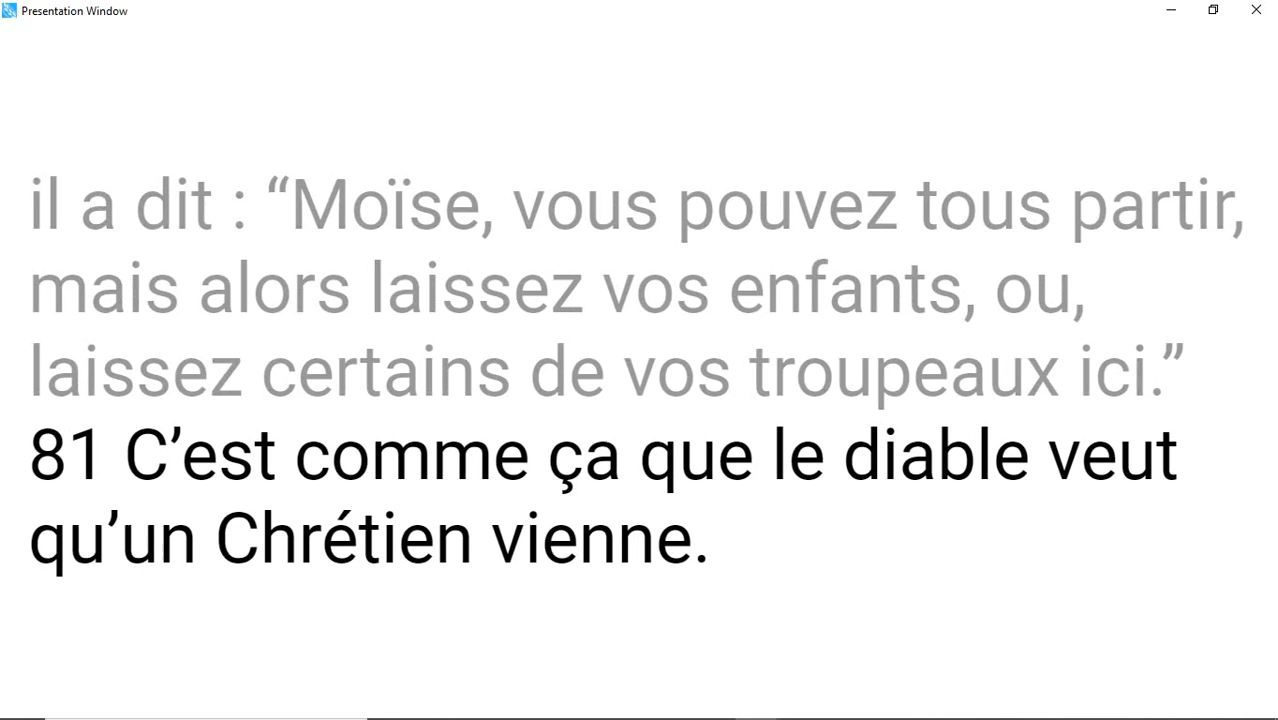 Presentation Window
il a dit : “Moïse, vous pouvez tous partir,
mais alors laissez vos enfants, ou,
laissez certains de vos troupeaux ici.”
81 C’est comme ça que le diable veut
qu’un Chrétien vienne.